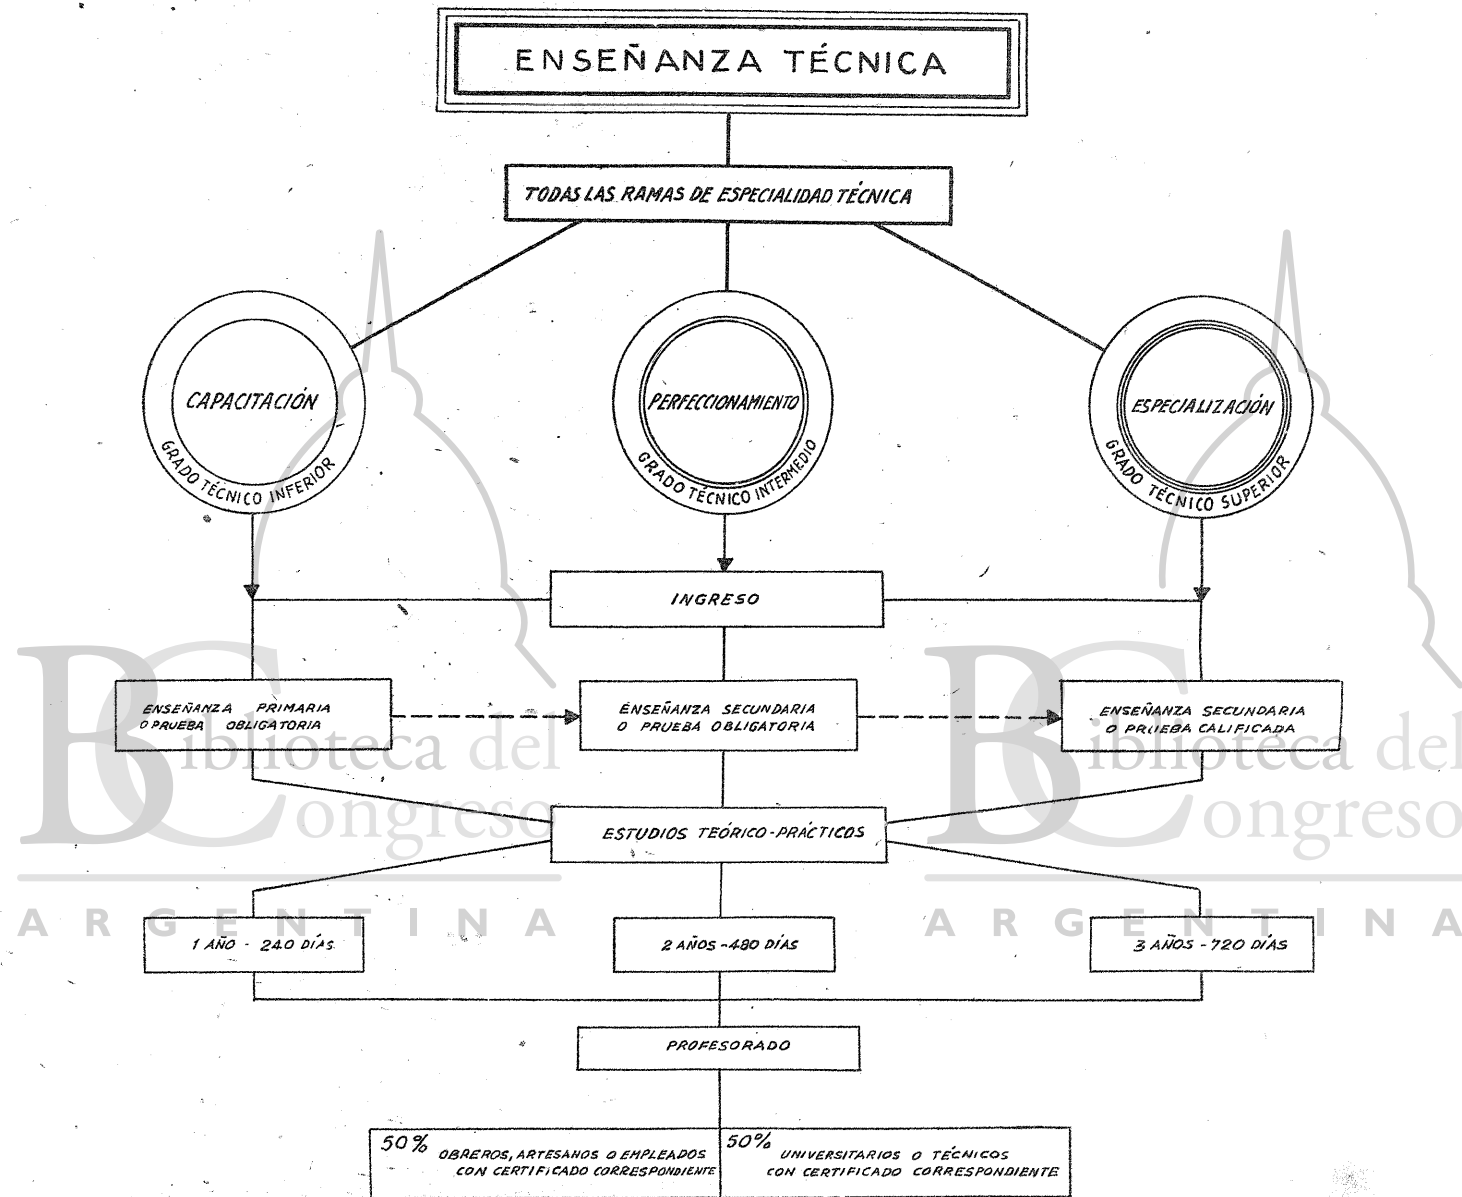 ENSEÑANZA TÉCNICA
TODAS LAS RAMAS DE ESPECIALIDAD TÉCNICA
CAPACITACIÓN
GRADO TÉCNICO INFERIOR
PERFECCIONAMIENTO
GRADO TÉCNICO INTERMEDIO
ESPECIALIZACIÓN
GRADO TÉCNICO SUPERIOR
INGRESO
ENSEÑANZA PRIMARIA
O PRUEBA OBLIGATORIA
ENSEÑANZA SECUNDARIA
O PRUEBA OBLIGATORIA
ENSEÑANZA SECUNDARIA
O PRUEBA CALIFICADA
ESTUDIOS TEÓRICO-PRÁCTICOS
1 AÑO - 240 DÍAS
2 AÑOS - 480 DÍAS
3 AÑOS - 720 DÍAS
PROFESORADO
50% OBREROS, ARTESANOS O EMPLEADOS
CON CERTIFICADO CORRESPONDIENTE
50% UNIVERSITARIOS O TÉCNICOS
CON CERTIFICADO CORRESPONDIENTE
Biblioteca del
Congreso
ARGENTINA
Biblioteca del
Congreso
ARGENTINA